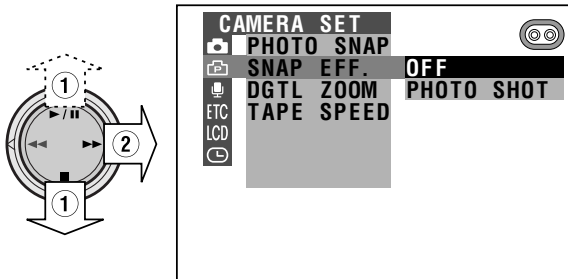 CAMERA SET
PHOTO SNAP
P SNAP EFF. OFF
DGTL ZOOM PHOTO SHOT
ETC TAPE SPEED
LCD
1
2
1